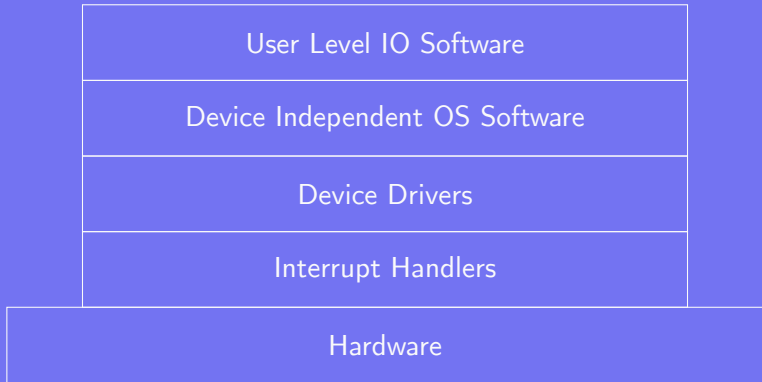 User Level IO Software
Device Independent OS Software
Device Drivers
Interrupt Handlers
Hardware